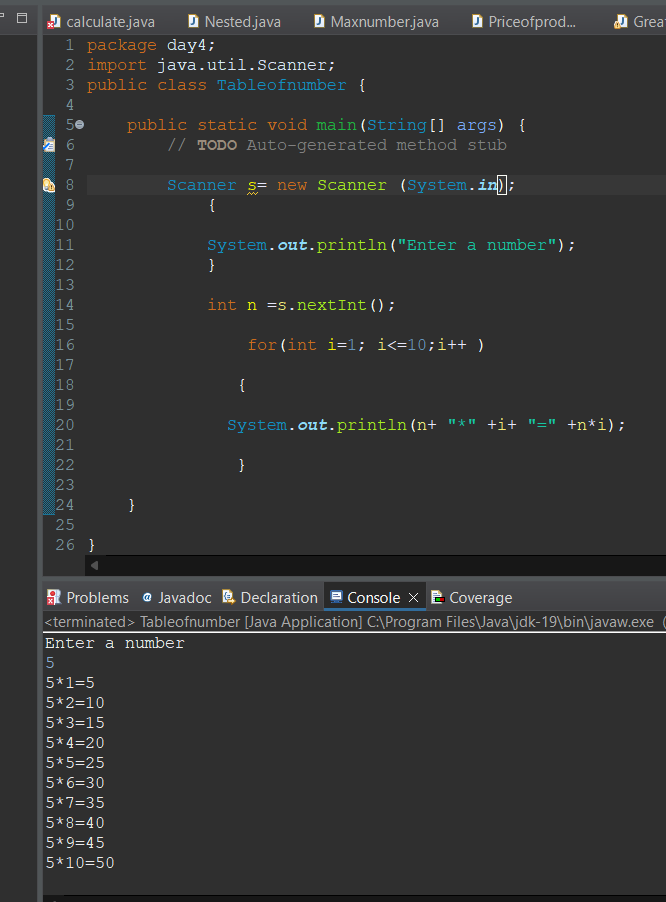 calculate.java Nested.java Maxnumber.java Priceofprod... Grea
1 package day4;
2 import java.util.Scanner;
3 public class Tableofnumber {
4
5 public static void main(String[] args) {
6 // TODO Auto-generated method stub
7
8 Scanner s= new Scanner (System.in);
9 {
10
11 System.out.println("Enter a number");
12 }
13
14 int n =s.nextInt();
15
16 for(int i=1; i<=10;i++ )
17
18 {
19
20 System.out.println(n+ "*" +i+ "=" +n*i);
21
22 }
23
24 }
25
26 }
Problems @ Javadoc Declaration Console Coverage
<terminated> Tableofnumber [Java Application] C:\Program Files\Java\jdk-19\bin\javaw.exe (
Enter a number
5
5*1=5
5*2=10
5*3=15
5*4=20
5*5=25
5*6=30
5*7=35
5*8=40
5*9=45
5*10=50